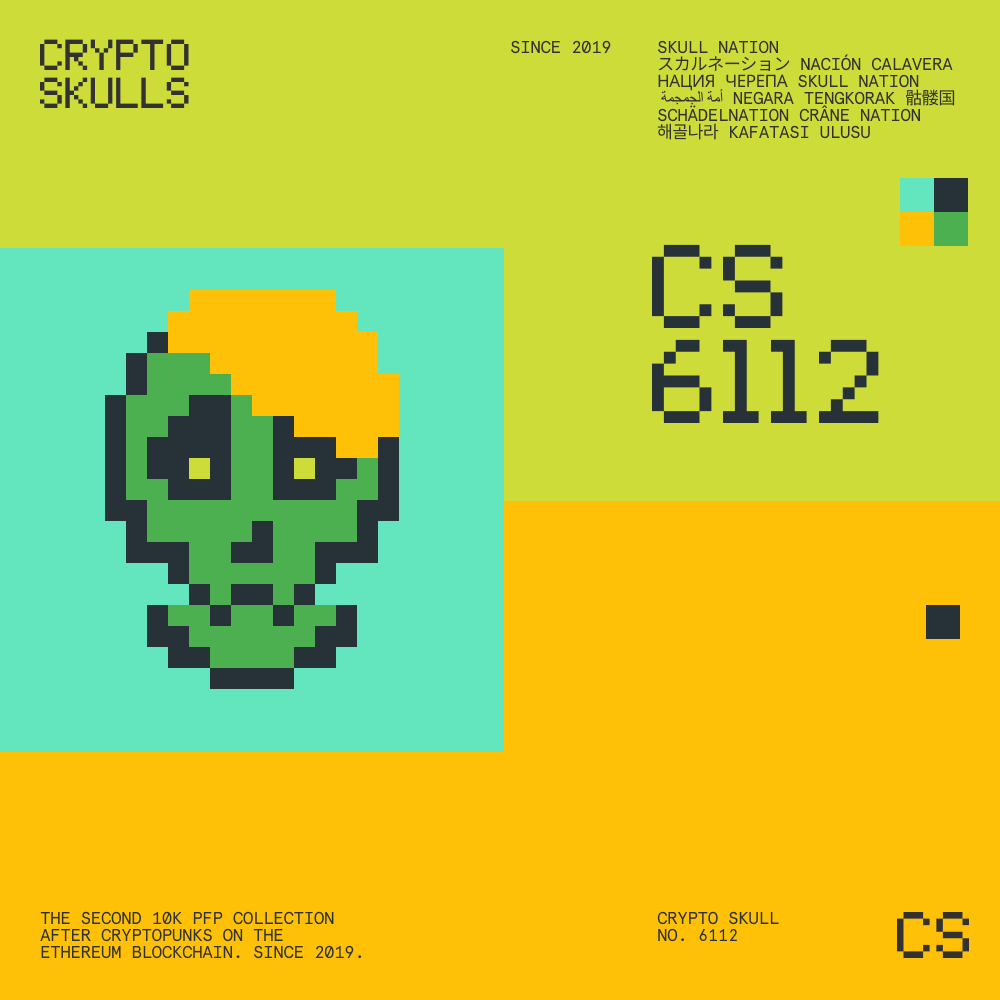 CRYPTO
SKULLS
SINCE 2019
SKULL NATION
スカルネーション NACIÓN CALAVERA
НАЦИЯ ЧЕРЕПА SKULL NATION
أمة الجمجمة NEGARA TENGKORAK 骷髅国
SCHÄDELNATION CRÂNE NATION
해골나라 KAFATASI ULUSU
CS
6112
THE SECOND 10K PFP COLLECTION
AFTER CRYPTOPUNKS ON THE
ETHEREUM BLOCKCHAIN. SINCE 2019.
CRYPTO SKULL
NO. 6112
CS